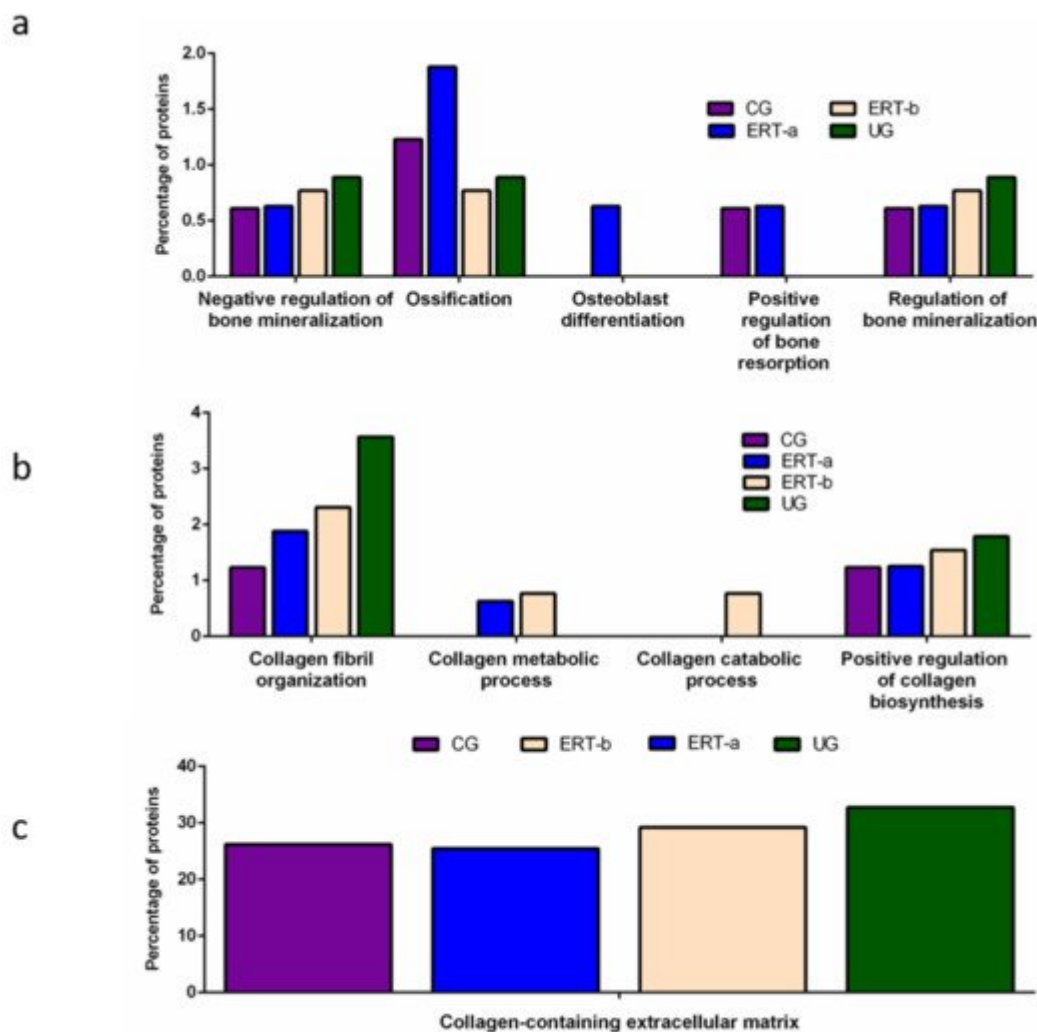 a
Percentage of proteins
2.0
1.5
1.0
0.5
0.0
CG
ERT-b
ERT-a
UG
Negative regulation of
bone mineralization
Ossification
Osteoblast
differentiation
Positive
regulation
of bone
resorption
Regulation of
bone mineralization
b
Percentage of proteins
4
3
2
1
0
CG
ERT-a
ERT-b
UG
Collagen fibril
organization
Collagen metabolic
process
Collagen catabolic
process
Positive regulation
of collagen
biosynthesis
c
CG
ERT-b
ERT-a
UG
Percentage of proteins
40
30
20
10
0
Collagen-containing extracellular matrix